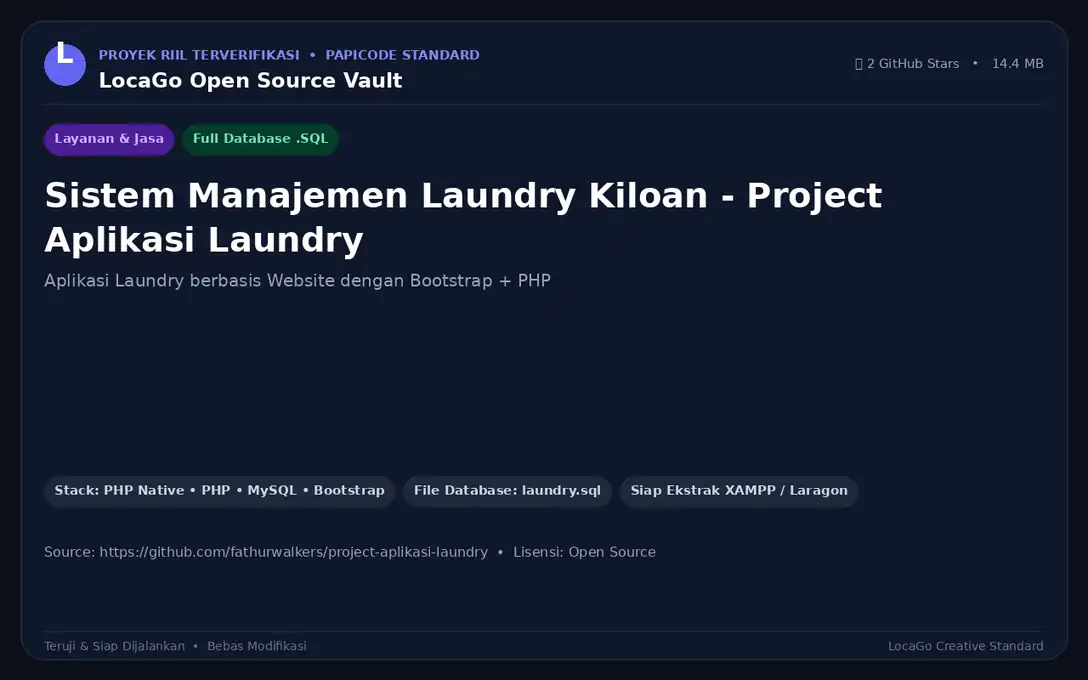 L
PROYEK RIIL TERVERIFIKASI • PAPICODE STANDARD
LocaGo Open Source Vault
2 GitHub Stars • 14.4 MB
Layanan & Jasa
Full Database .SQL
Sistem Manajemen Laundry Kiloan - Project
Aplikasi Laundry
Aplikasi Laundry berbasis Website dengan Bootstrap + PHP
Stack: PHP Native • PHP • MySQL • Bootstrap
File Database: laundry.sql
Siap Ekstrak XAMPP / Laragon
Source: https://github.com/fathurwalkers/project-aplikasi-laundry • Lisensi: Open Source
Teruji & Siap Dijalankan • Bebas Modifikasi
LocaGo Creative Standard